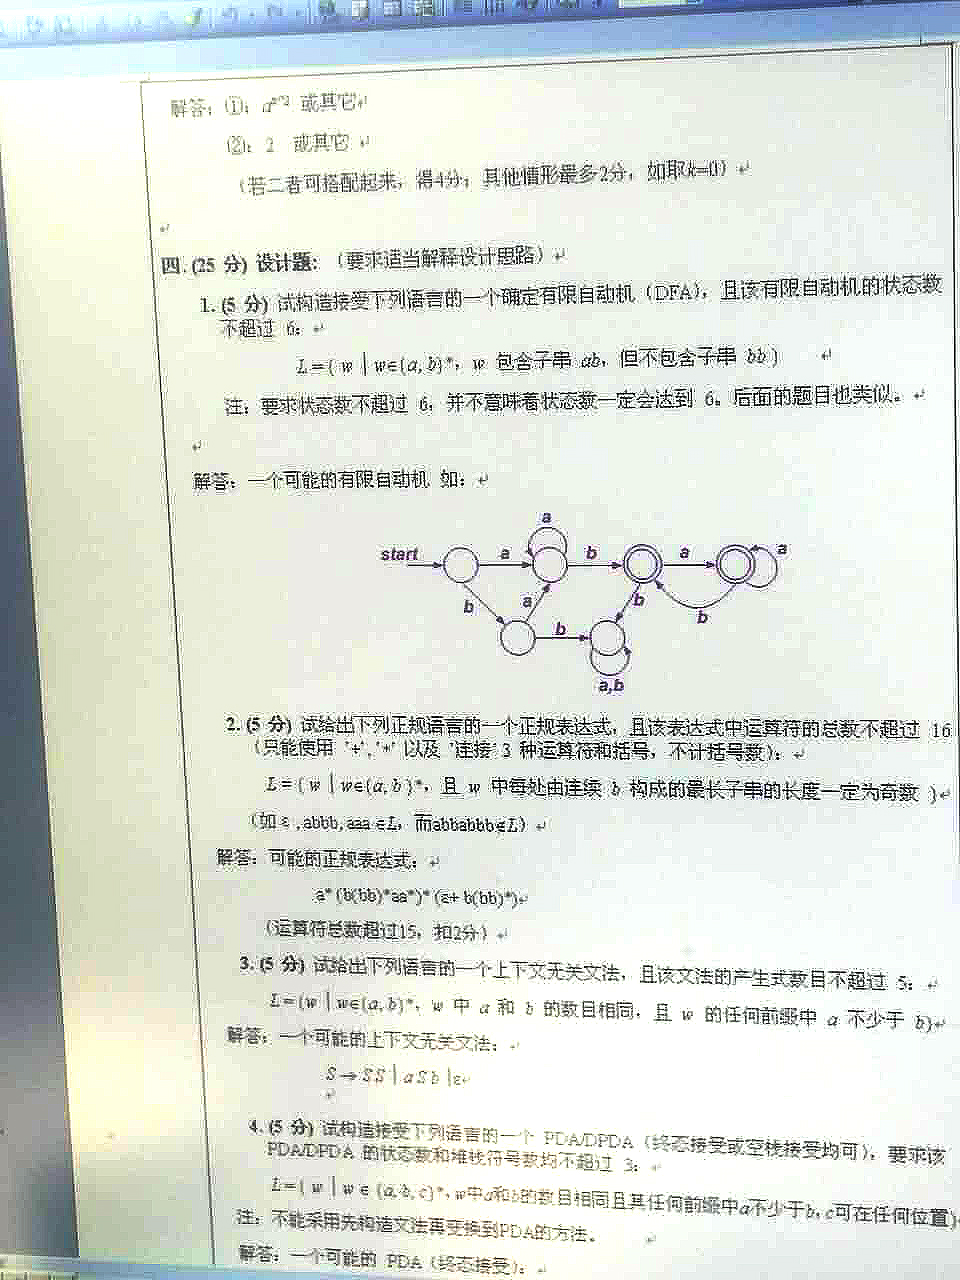 解答：①：
或其它
②：2 或其它
（若二者可搭配起来，得4分；其他情形最多2分，如取k=0）
四. (25 分) 设计题：（要求适当解释设计思路）
1. (5 分) 试构造接受下列语言的一个确定有限自动机（DFA），且该有限自动机的状态数
不超过 6：
L={ w | w∈{a, b}*，w 包含子串 ab，但不包含子串 bb }
注：要求状态数不超过 6，并不意味着状态数一定会达到 6。后面的题目也类似。
解答：一个可能的有限自动机 如：
a
start a b a a
b a b b
b
a,b
2. (5 分) 试给出下列正规语言的一个正规表达式，且该表达式中运算符的总数不超过 16
（只能使用 '+','*' 以及 '连接' 3 种运算符和括号，不计括号数）：
L={ w | w∈{a, b }*，且 w 中每处由连续 b 构成的最长子串的长度一定为奇数 }
（如 ε ,abbb, aaa ∈L，而abbabbb∉L）
解答：可能的正规表达式：
a* (b(bb)*aa*)* (ε+ b(bb)*)
（运算符总数超过15，扣2分）
3. (5 分) 试给出下列语言的一个上下文无关文法，且该文法的产生式数目不超过 5：
L={w | w∈{a, b}*，w 中 a 和 b 的数目相同，且 w 的任何前缀中 a 不少于 b}
解答：一个可能的上下文无关文法：
S → SS | aSb | ε
4. (5 分) 试构造接受下列语言的一个 PDA/DPDA（终态接受或空栈接受均可），要求该
PDA/DPDA 的状态数和堆栈符号数均不超过 3：
L={ w | w ∈ {a, b, c}*，w中a和b的数目相同且其任何前缀中a不少于b，c可在任何位置}
注：不能采用先构造文法再变换到PDA的方法。
解答：一个可能的 PDA（终态接受）：